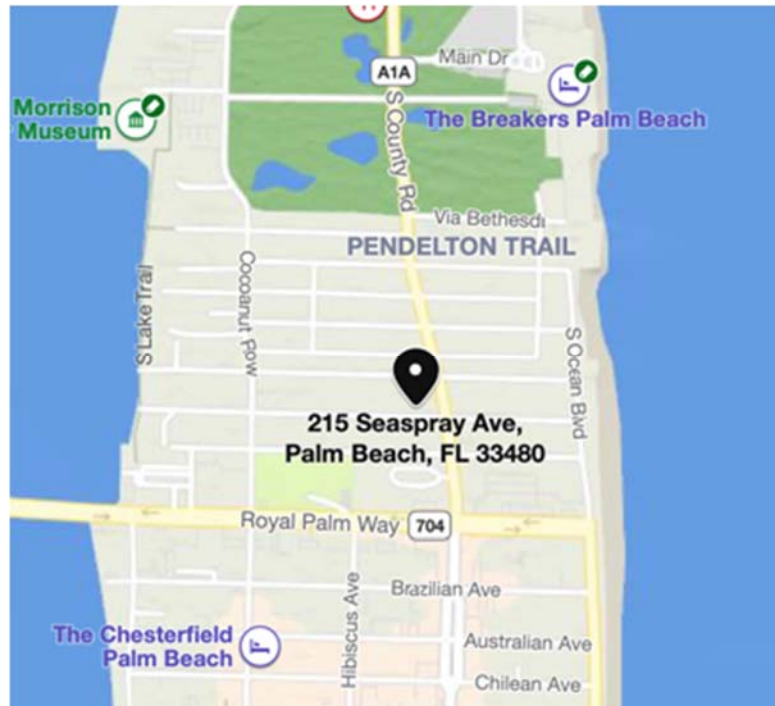 Main Dr
A1A
Morrison
Museum
The Breakers Palm Beach
S County Rd
Via Bethesd
PENDELTON TRAIL
S Lake Trail
Cocoanut Row
S Ocean Blvd
215 Seaspray Ave,
Palm Beach, FL 33480
Royal Palm Way
704
Brazilian Ave
Hibiscus Ave
The Chesterfield
Palm Beach
Australian Ave
Chilean Ave